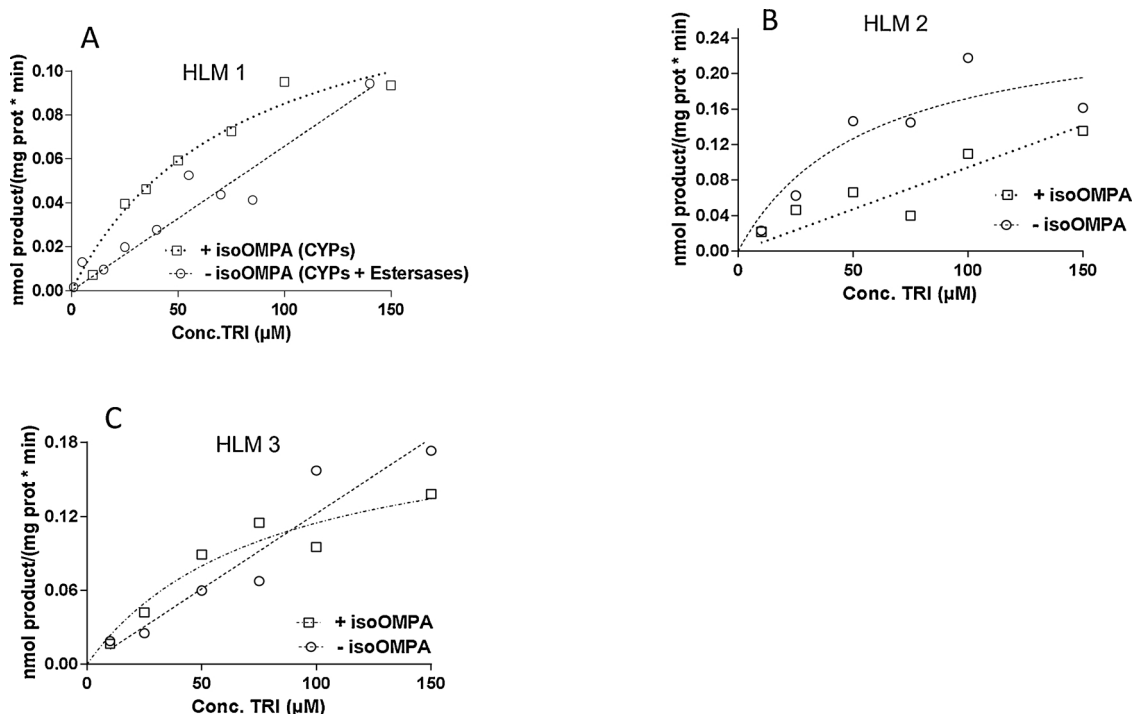 A
HLM 1
nmol product/(mg prot * min)
0.10
0.08
0.06
0.04
0.02
0.00
0
50
100
150
Conc.TRI (µM)
+ isoOMPA (CYPs)
- isoOMPA (CYPs + Estersases)
B
HLM 2
nmol product/(mg prot * min)
0.24
0.20
0.16
0.12
0.08
0.04
0.00
0
50
100
150
Conc. TRI (µM)
+ isoOMPA
- isoOMPA
C
HLM 3
nmol product/(mg prot * min)
0.18
0.12
0.06
0.00
0
50
100
150
Conc. TRI (µM)
+ isoOMPA
- isoOMPA